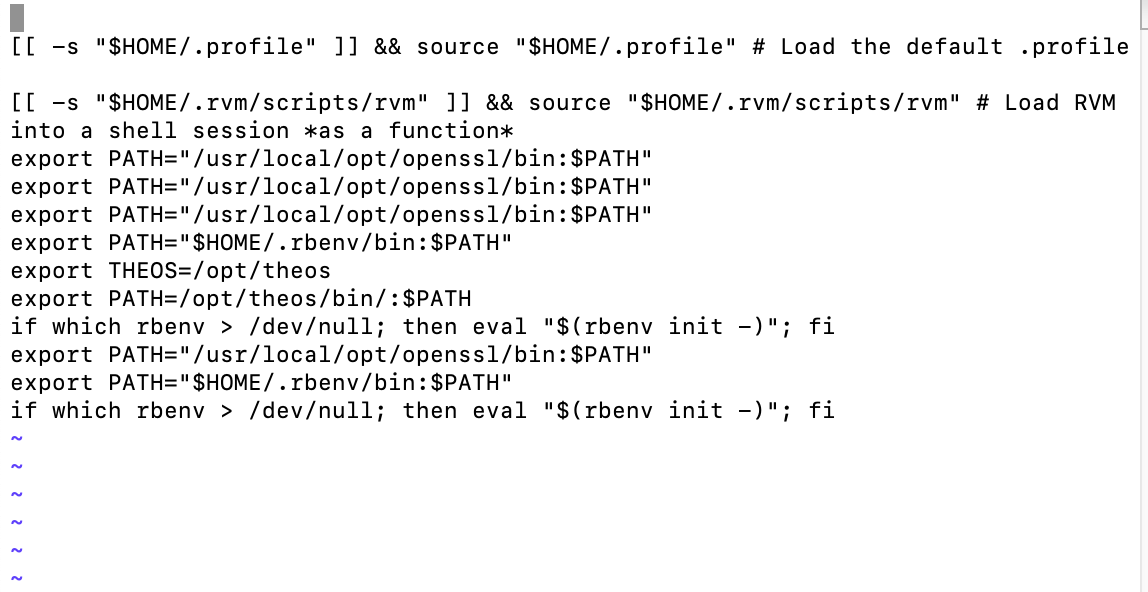 [[ -s "$HOME/.profile" ]] && source "$HOME/.profile" # Load the default .profile
[[ -s "$HOME/.rvm/scripts/rvm" ]] && source "$HOME/.rvm/scripts/rvm" # Load RVM
into a shell session *as a function*
export PATH="/usr/local/opt/openssl/bin:$PATH"
export PATH="/usr/local/opt/openssl/bin:$PATH"
export PATH="/usr/local/opt/openssl/bin:$PATH"
export PATH="$HOME/.rbenv/bin:$PATH"
export THEOS=/opt/theos
export PATH=/opt/theos/bin/:$PATH
if which rbenv > /dev/null; then eval "$(rbenv init -)"; fi
export PATH="/usr/local/opt/openssl/bin:$PATH"
export PATH="$HOME/.rbenv/bin:$PATH"
if which rbenv > /dev/null; then eval "$(rbenv init -)"; fi
~
~
~
~
~
~